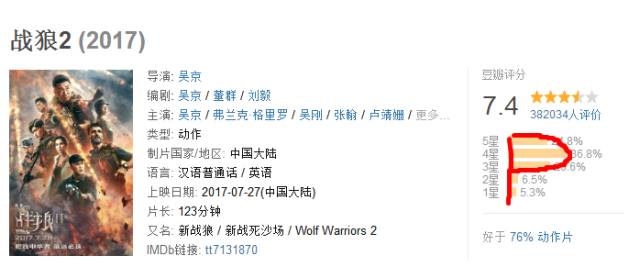 战狼2 (2017)
导演: 吴京
编剧: 吴京 / 董群 / 刘毅
主演: 吴京 / 弗兰克·格里罗 / 吴刚 / 张翰 / 卢靖姗 / 更多...
类型: 动作
制片国家/地区: 中国大陆
语言: 汉语普通话 / 英语
上映日期: 2017-07-27(中国大陆)
片长: 123分钟
又名: 新战狼 / 新战死沙场 / Wolf Warriors 2
IMDb链接: tt7131870
豆瓣评分
7.4
382034人评价
5星
4星
3星
2星 6.5%
1星 5.3%
好于 76% 动作片
战狼
2017.7.28